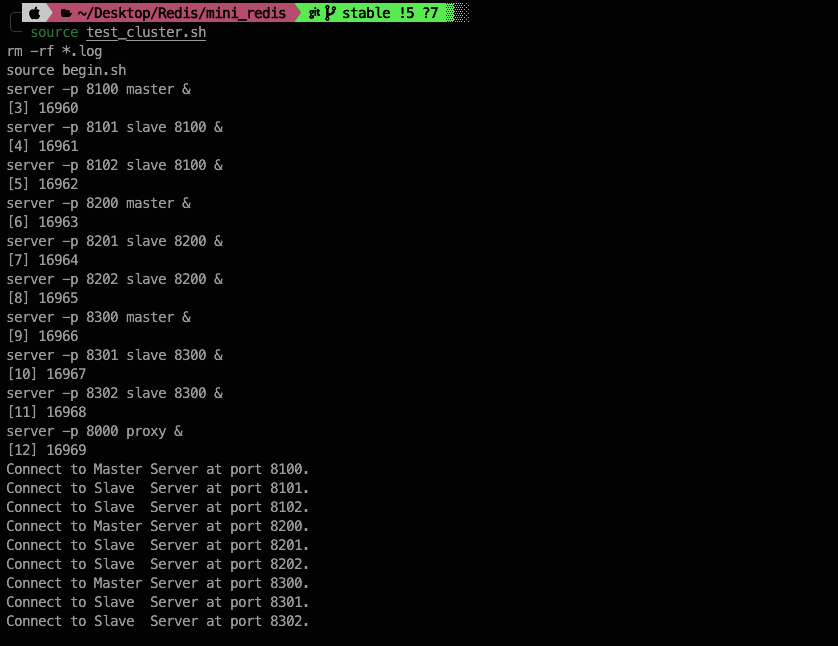 ~/Desktop/Redis/mini_redis git stable !5 ?7
source test_cluster.sh
rm -rf *.log
source begin.sh
server -p 8100 master &
[3] 16960
server -p 8101 slave 8100 &
[4] 16961
server -p 8102 slave 8100 &
[5] 16962
server -p 8200 master &
[6] 16963
server -p 8201 slave 8200 &
[7] 16964
server -p 8202 slave 8200 &
[8] 16965
server -p 8300 master &
[9] 16966
server -p 8301 slave 8300 &
[10] 16967
server -p 8302 slave 8300 &
[11] 16968
server -p 8000 proxy &
[12] 16969
Connect to Master Server at port 8100.
Connect to Slave  Server at port 8101.
Connect to Slave  Server at port 8102.
Connect to Master Server at port 8200.
Connect to Slave  Server at port 8201.
Connect to Slave  Server at port 8202.
Connect to Master Server at port 8300.
Connect to Slave  Server at port 8301.
Connect to Slave  Server at port 8302.